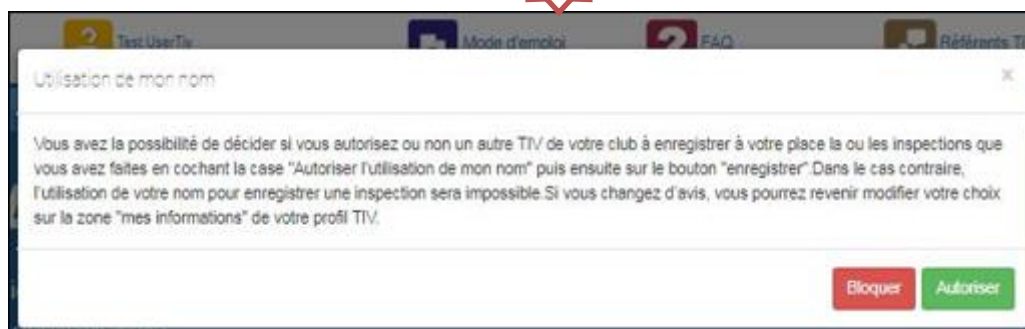 Test UserTiv Mode d'emploi FAQ Référents TI
Utilisation de mon nom ×
Vous avez la possibilité de décider si vous autorisez ou non un autre TIV de votre club à enregistrer à votre place la ou les inspections que
vous avez faites en cochant la case "Autoriser l'utilisation de mon nom" puis ensuite sur le bouton "enregistrer".Dans le cas contraire,
l'utilisation de votre nom pour enregistrer une inspection sera impossible.Si vous changez d'avis, vous pourrez revenir modifier votre choix
sur la zone "mes informations" de votre profil TIV.
Bloquer Autoriser